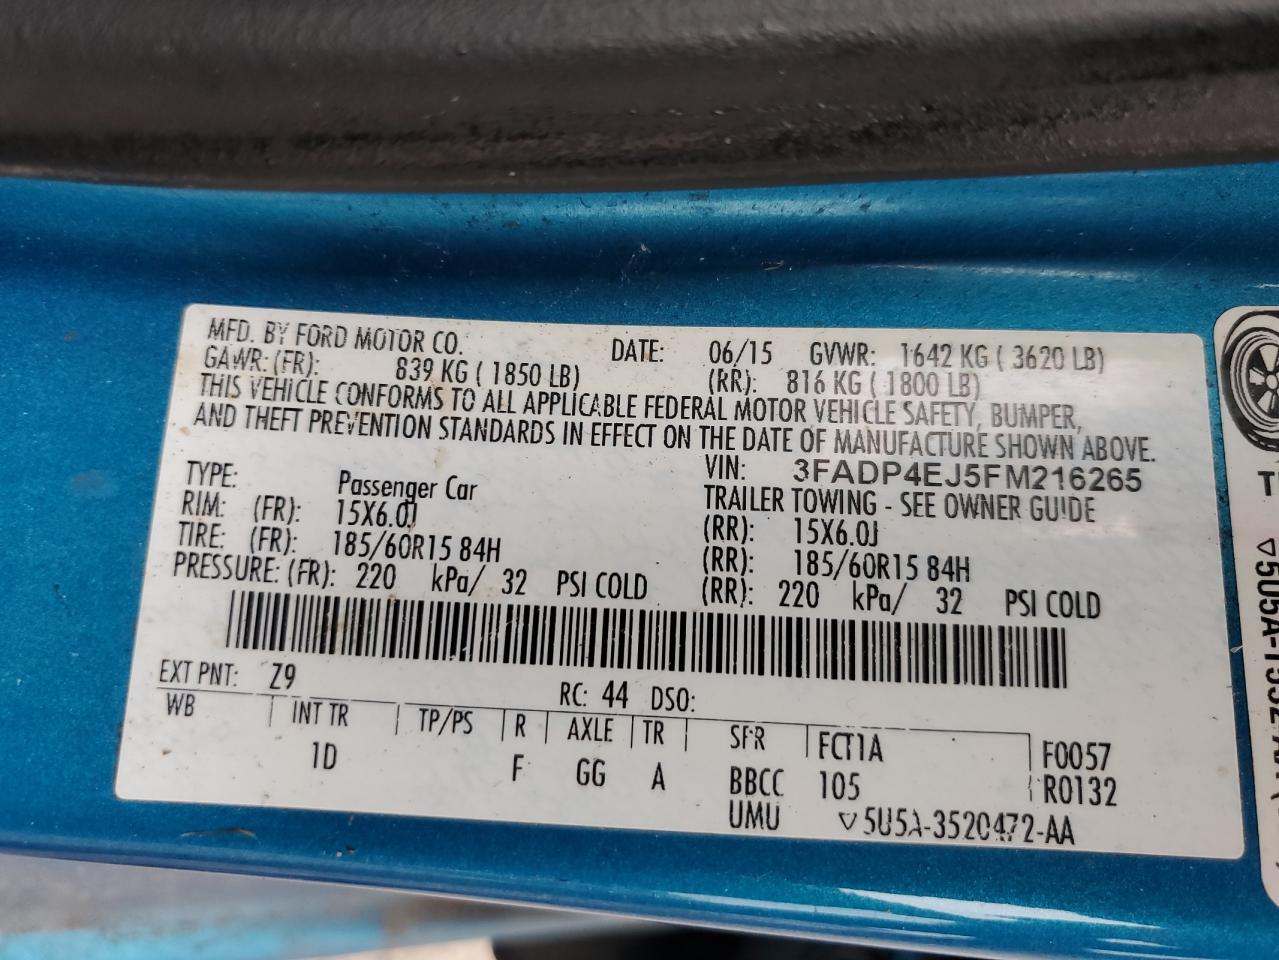 MFD. BY FORD MOTOR CO.
DATE: 06/15 GVWR: 1642 KG ( 3620 LB)
GAWR: (FR): 839 KG ( 1850 LB) (RR): 816 KG ( 1800 LB)
THIS VEHICLE CONFORMS TO ALL APPLICABLE FEDERAL MOTOR VEHICLE SAFETY, BUMPER,
AND THEFT PREVENTION STANDARDS IN EFFECT ON THE DATE OF MANUFACTURE SHOWN ABOVE.
VIN: 3FADP4EJ5FM216265
TYPE: Passenger Car TRAILER TOWING - SEE OWNER GUIDE
RIM: (FR): 15X6.0J (RR): 15X6.0J
TIRE: (FR): 185/60R15 84H (RR): 185/60R15 84H
PRESSURE: (FR): 220 kPa/ 32 PSI COLD (RR): 220 kPa/ 32 PSI COLD
EXT PNT: Z9 RC: 44 DSO:
WB INT TR TP/PS R AXLE TR SFR FCT1A F0057
1D F GG A BBCC 105 R0132
UMU ▽5U5A-3520472-AA